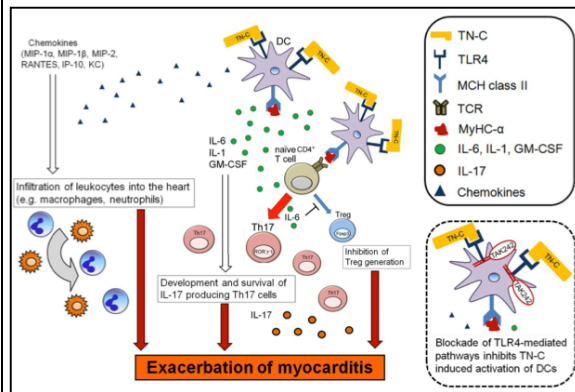 Chemokines
(MIP-1α, MIP-1β, MIP-2,
RANTES, IP-10, KC)
TN-C
DC
TN-C
TN-C
TN-C
IL-6
IL-1
GM-CSF
naïve CD4⁺
T cell
Infiltration of leukocytes into the heart
(e.g. macrophages, neutrophils)
Th17
IL-6
Treg
Foxp3
RORγ-t
Th17
Th17
Th17
Inhibition of
Treg generation
Development and survival of
IL-17 producing Th17 cells
IL-17
Exacerbation of myocarditis
TN-C
TLR4
MCH class II
TCR
MyHC-α
IL-6, IL-1, GM-CSF
IL-17
Chemokines
TN-C
TN-C
TAK242
TAK242
Blockade of TLR4-mediated
pathways inhibits TN-C
induced activation of DCs